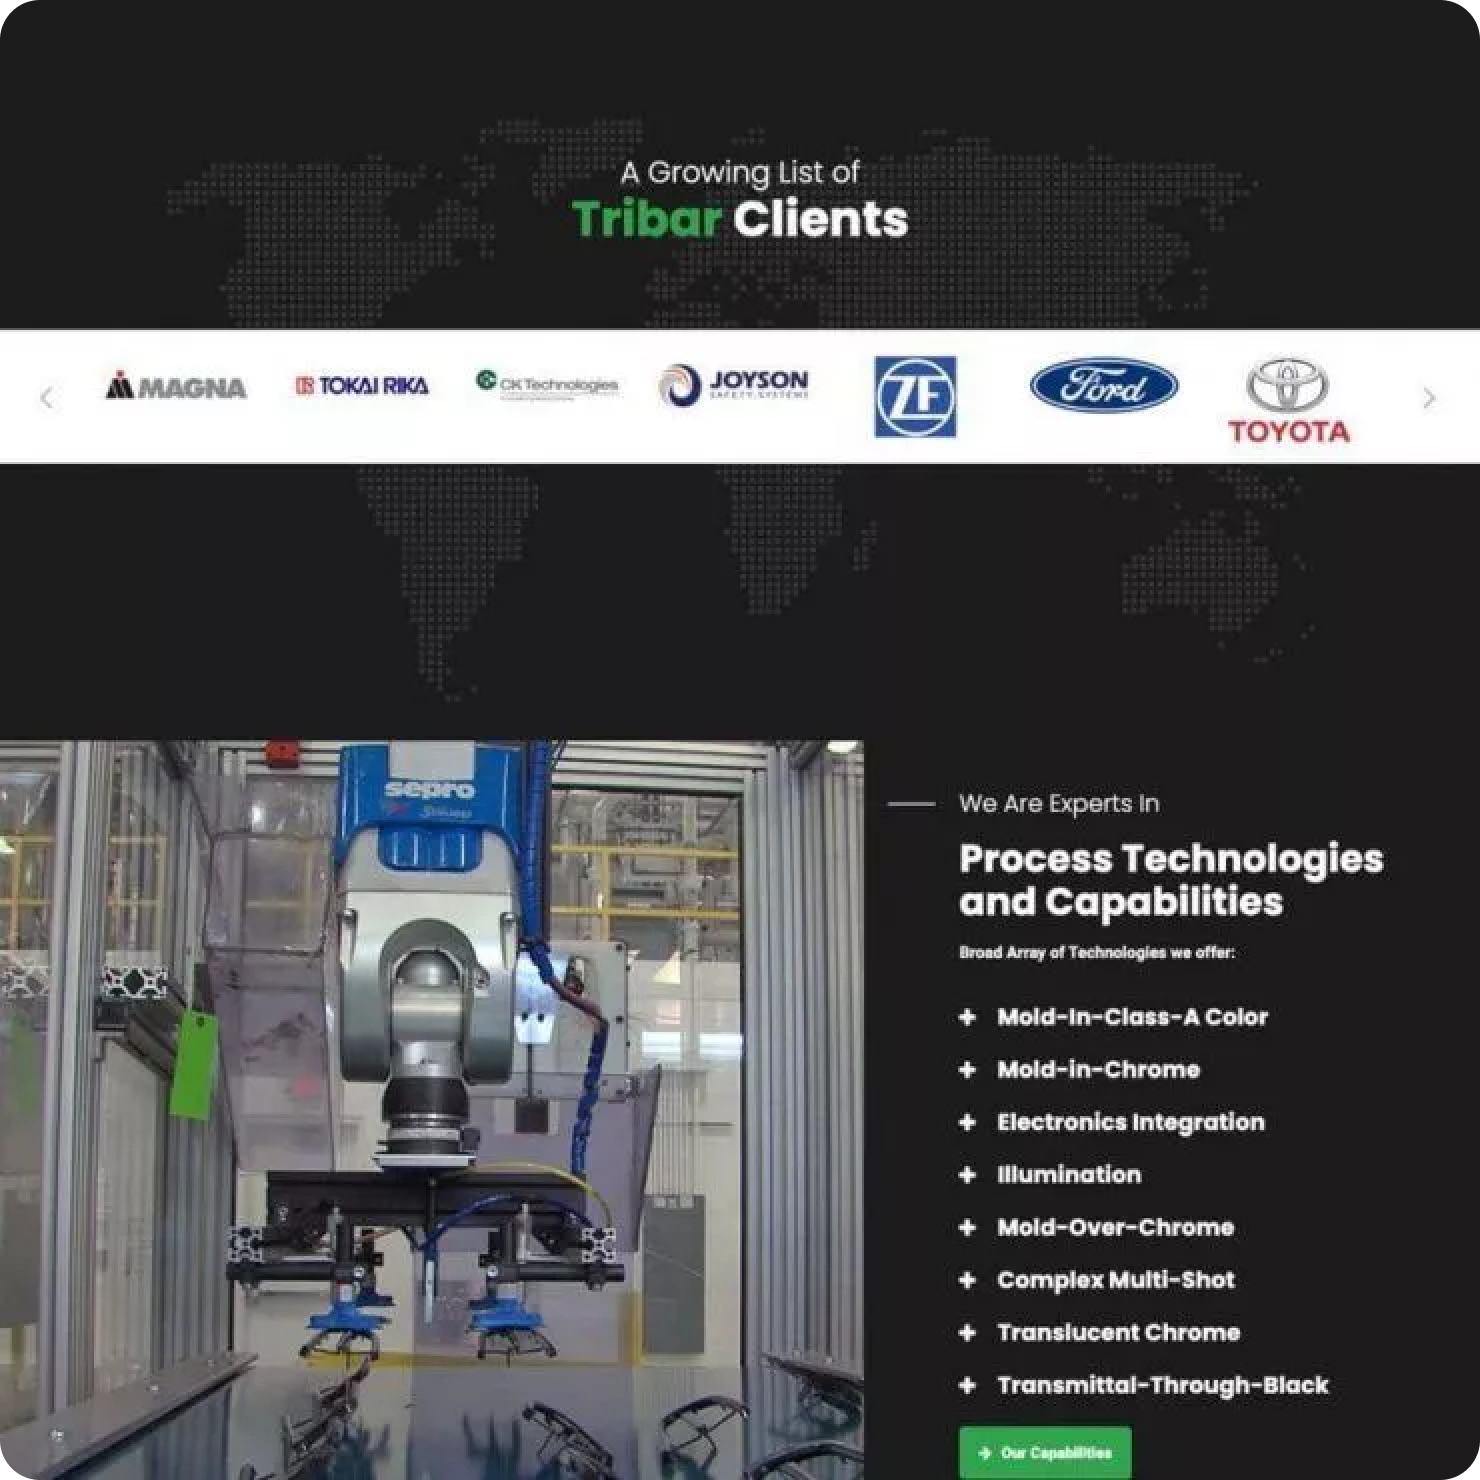 A Growing List of
Tribar Clients
MAGNA
TOKAI RIKA
CK Technologies
JOYSON
SAFETY SYSTEMS
ZF
Ford
TOYOTA
sepro
We Are Experts In
Process Technologies
and Capabilities
Broad Array of Technologies we offer:
Mold-In-Class-A Color
Mold-in-Chrome
Electronics Integration
Illumination
Mold-Over-Chrome
Complex Multi-Shot
Translucent Chrome
Transmittal-Through-Black
Our Capabilities